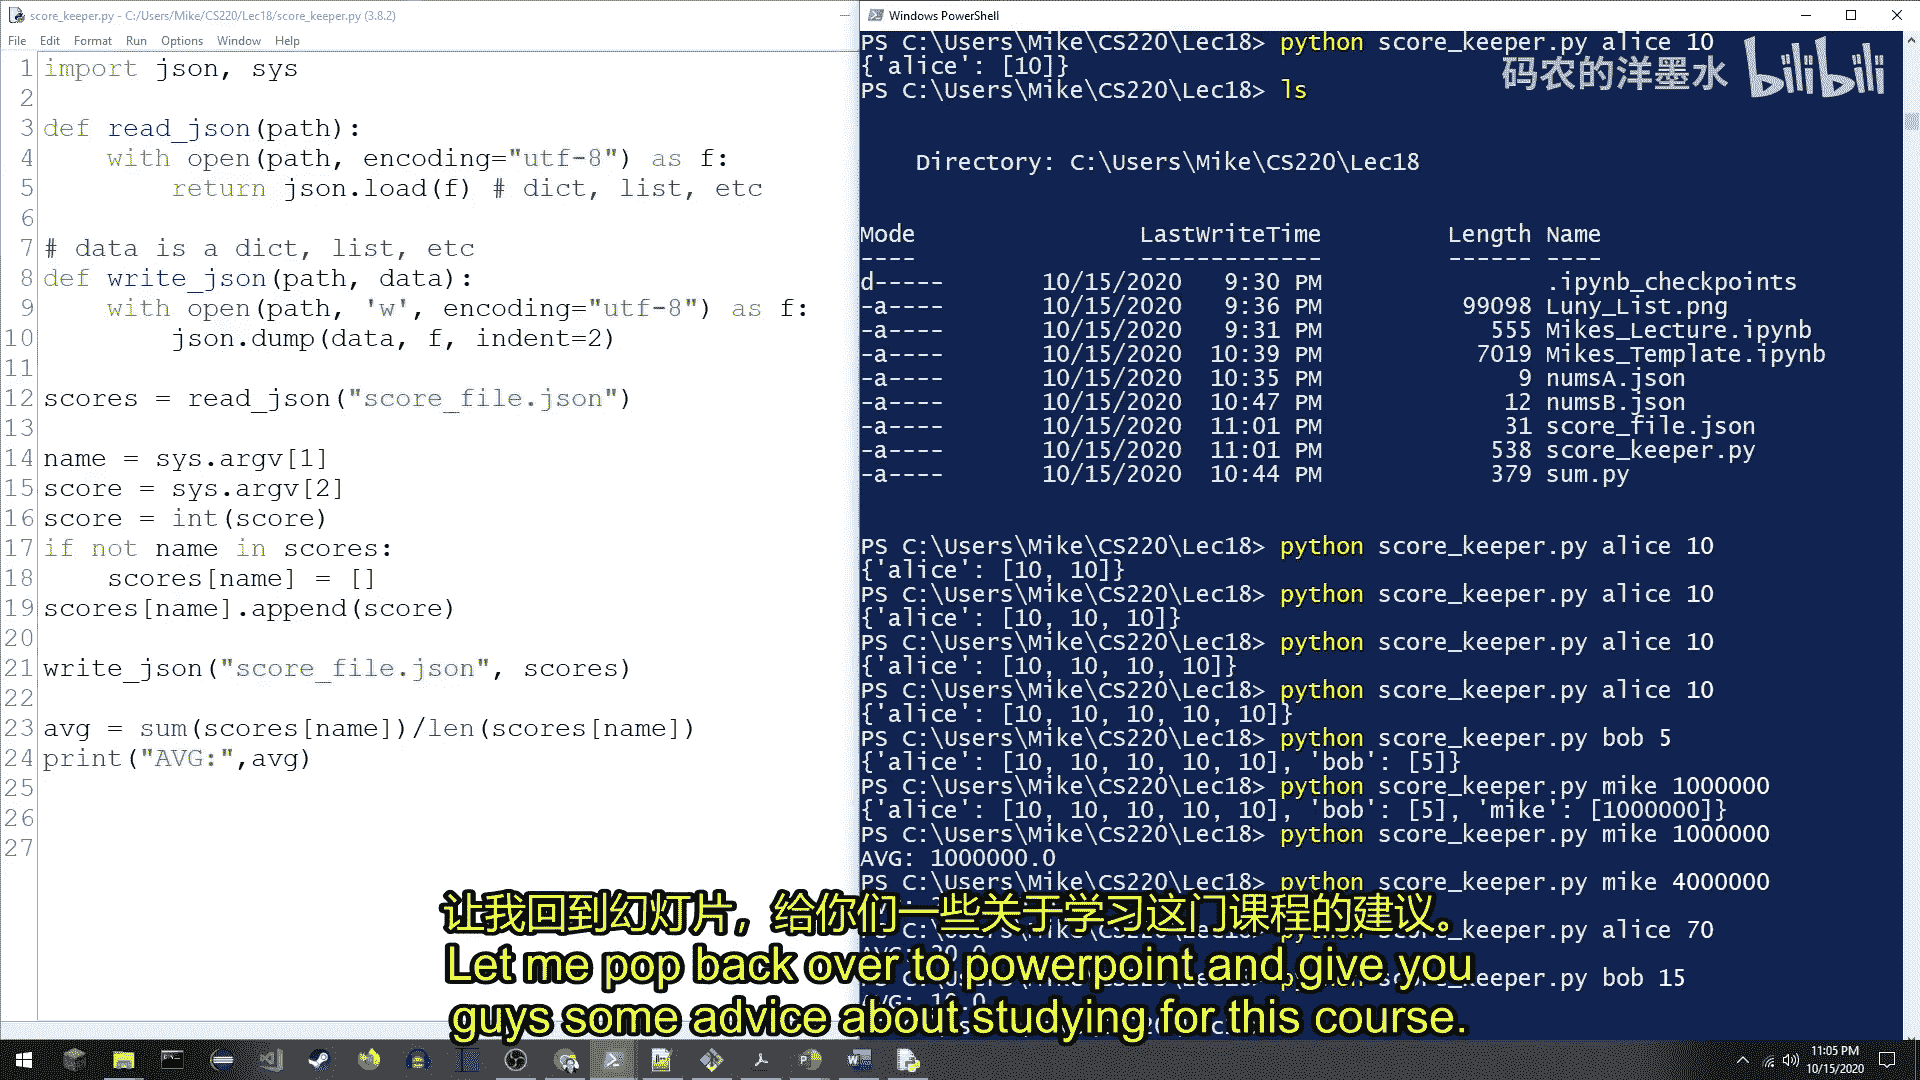 score_keeper.py - C:/Users/Mike/CS220/Lec18/score_keeper.py (3.8.2)
File Edit Format Run Options Window Help
1 import json, sys
2
3 def read_json(path):
4 with open(path, encoding="utf-8") as f:
5 return json.load(f) # dict, list, etc
6
7 # data is a dict, list, etc
8 def write_json(path, data):
9 with open(path, 'w', encoding="utf-8") as f:
10 json.dump(data, f, indent=2)
11
12 scores = read_json("score_file.json")
13
14 name = sys.argv[1]
15 score = sys.argv[2]
16 score = int(score)
17 if not name in scores:
18 scores[name] = []
19 scores[name].append(score)
20
21 write_json("score_file.json", scores)
22
23 avg = sum(scores[name])/len(scores[name])
24 print("AVG:",avg)
25
26
27
Windows PowerShell
PS C:\Users\Mike\CS220\Lec18> python score_keeper.py alice 10
{'alice': [10]}
码农的洋墨水 bilibili
PS C:\Users\Mike\CS220\Lec18> ls
Directory: C:\Users\Mike\CS220\Lec18
Mode LastWriteTime Length Name
---- ------------- ------ ----
d----- 10/15/2020 9:30 PM .ipynb_checkpoints
-a---- 10/15/2020 9:36 PM 99098 Luny_List.png
-a---- 10/15/2020 9:31 PM 555 Mikes_Lecture.ipynb
-a---- 10/15/2020 10:39 PM 7019 Mikes_Template.ipynb
-a---- 10/15/2020 10:35 PM 9 numsA.json
-a---- 10/15/2020 10:47 PM 12 numsB.json
-a---- 10/15/2020 11:01 PM 31 score_file.json
-a---- 10/15/2020 11:01 PM 538 score_keeper.py
-a---- 10/15/2020 10:44 PM 379 sum.py
PS C:\Users\Mike\CS220\Lec18> python score_keeper.py alice 10
{'alice': [10, 10]}
PS C:\Users\Mike\CS220\Lec18> python score_keeper.py alice 10
{'alice': [10, 10, 10]}
PS C:\Users\Mike\CS220\Lec18> python score_keeper.py alice 10
{'alice': [10, 10, 10, 10]}
PS C:\Users\Mike\CS220\Lec18> python score_keeper.py alice 10
{'alice': [10, 10, 10, 10, 10]}
PS C:\Users\Mike\CS220\Lec18> python score_keeper.py bob 5
{'alice': [10, 10, 10, 10, 10], 'bob': [5]}
PS C:\Users\Mike\CS220\Lec18> python score_keeper.py mike 1000000
{'alice': [10, 10, 10, 10, 10], 'bob': [5], 'mike': [1000000]}
PS C:\Users\Mike\CS220\Lec18> python score_keeper.py mike 1000000
AVG: 1000000.0
PS C:\Users\Mike\CS220\Lec18> python score_keeper.py mike 4000000
score_keeper.py alice 70
score_keeper.py bob 15
让我回到幻灯片，给你们一些关于学习这门课程的建议。
Let me pop back over to powerpoint and give you
guys some advice about studying for this course.
11:05 PM
10/15/2020